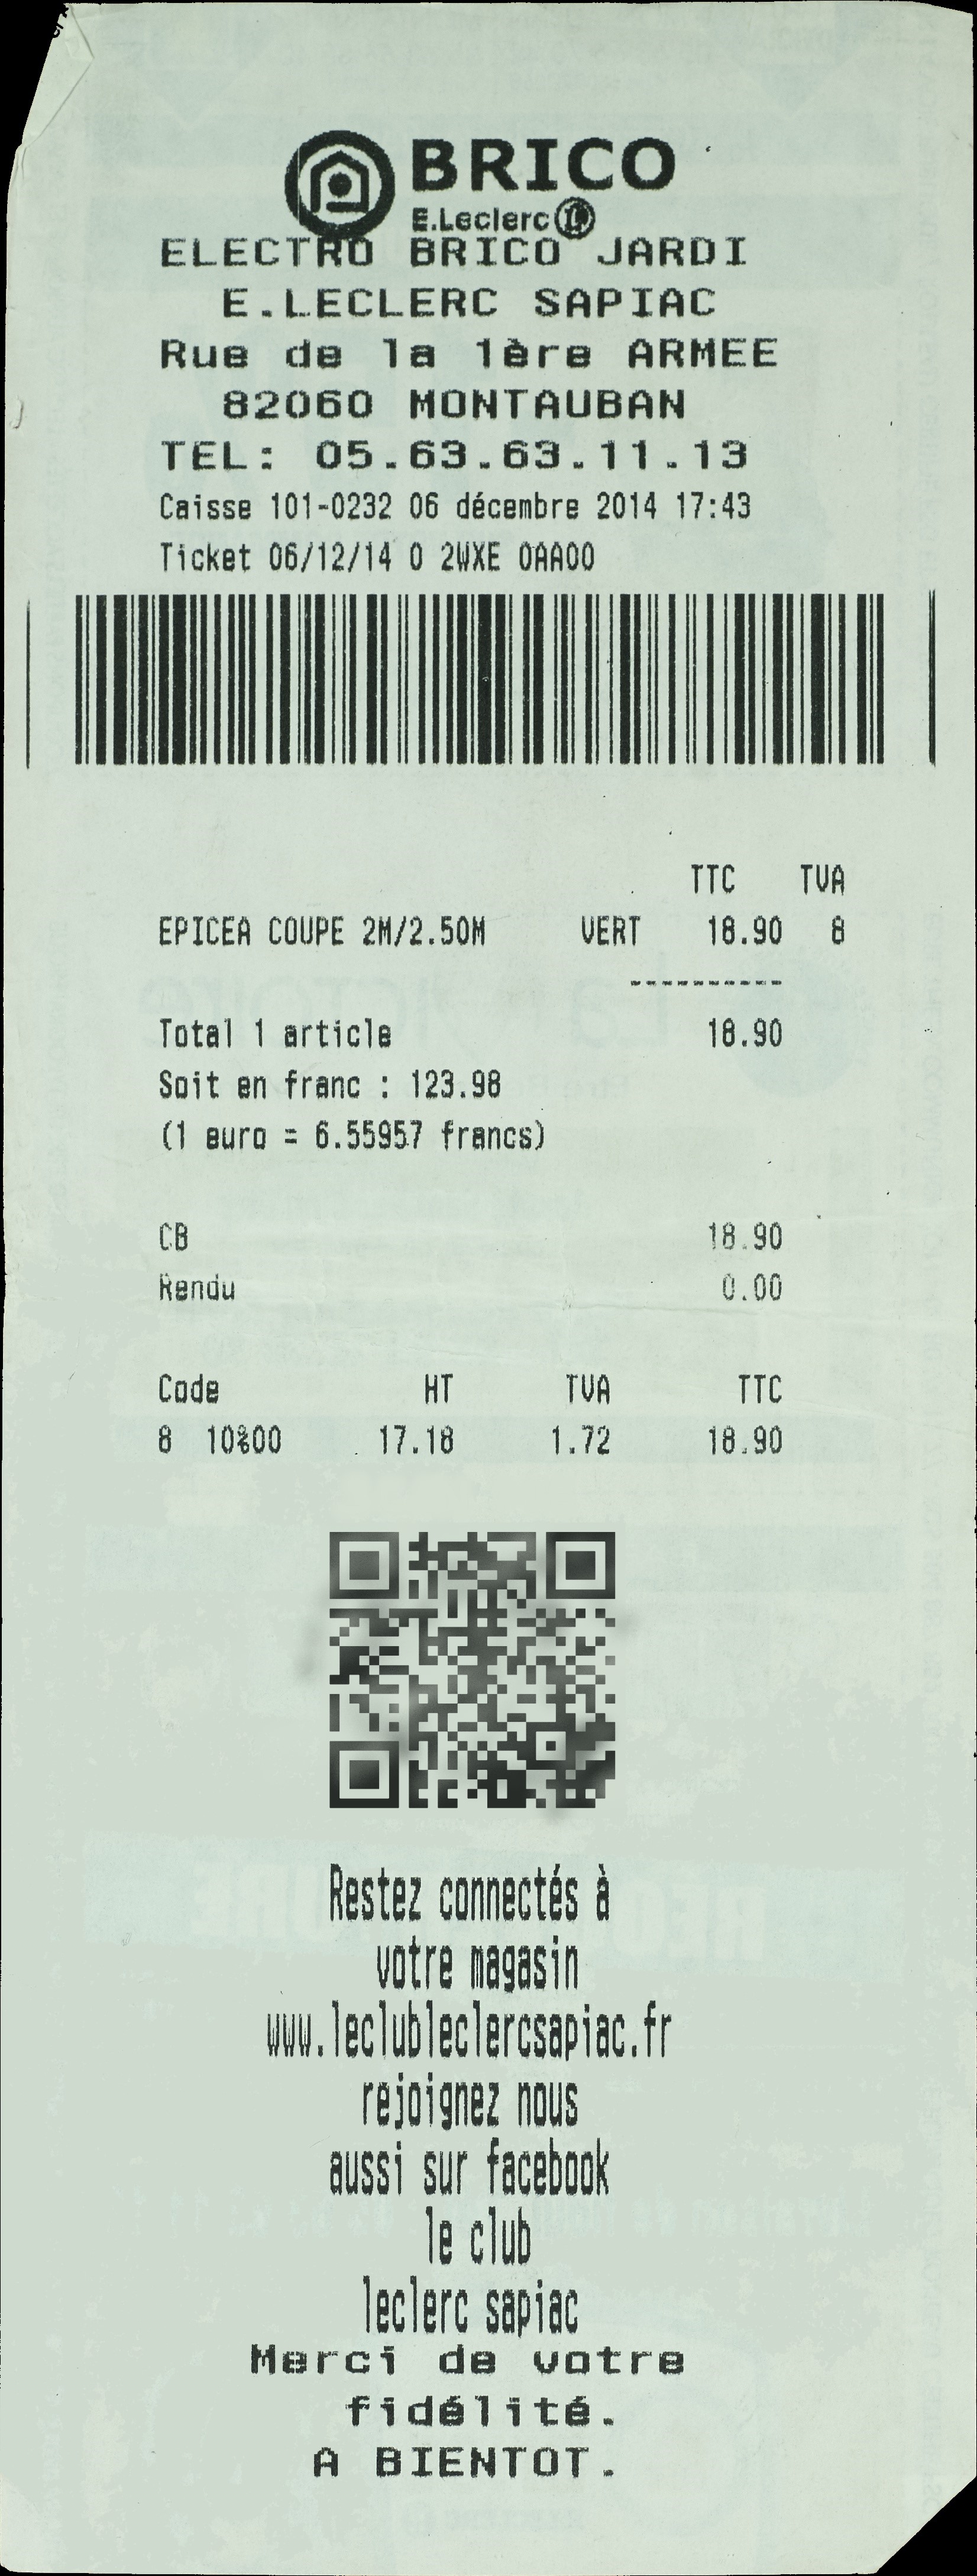 BRICO
E.Leclerc L
ELECTRO BRICO JARDI
E.LECLERC SAPIAC
Rue de la 1ère ARMEE
82060 MONTAUBAN
TEL: 05.63.63.11.13
Caisse 101-0232 06 décembre 2014 17:43
Ticket 06/12/14 0 2WXE 0AA00
TTC TVA
EPICEA COUPE 2M/2.50M VERT 18.90 8
----------
Total 1 article 18.90
Soit en franc : 123.98
(1 euro = 6.55957 francs)
CB 18.90
Rendu 0.00
Code HT TVA TTC
8 10%00 17.18 1.72 18.90
Restez connectés à
votre magasin
www.leclubleclercsapiac.fr
rejoignez nous
aussi sur facebook
le club
leclerc sapiac
Merci de votre
fidélité.
A BIENTOT.